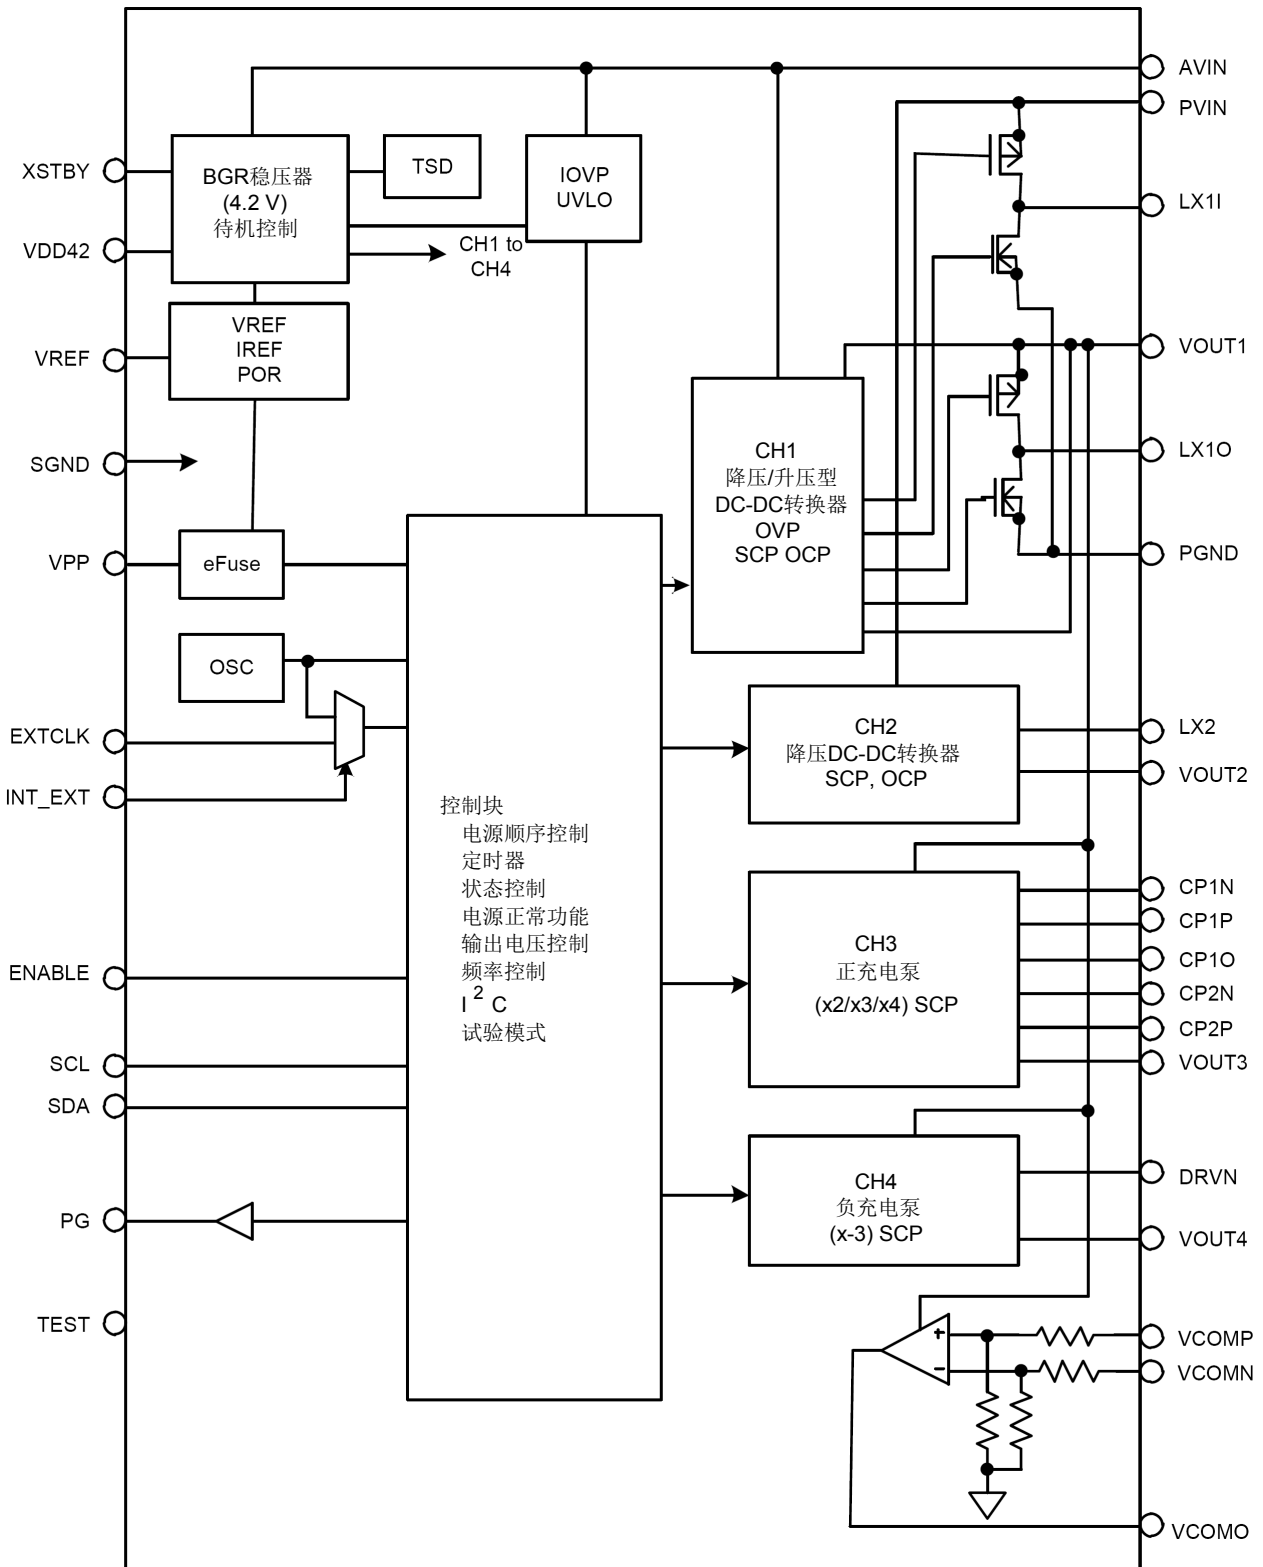 AVIN
PVIN
XSTBY
BGR稳压器
(4.2 V)
待机控制
TSD
IOVP
UVLO
LX1I
VDD42
CH1 to
CH4
VREF
VREF
IREF
POR
VOUT1
SGND
CH1
降压/升压型
DC-DC转换器
OVP
SCP OCP
LX1O
VPP
eFuse
PGND
OSC
EXTCLK
INT_EXT
CH2
降压DC-DC转换器
SCP, OCP
LX2
VOUT2
控制块
电源顺序控制
定时器
状态控制
电源正常功能
输出电压控制
频率控制
I 2 C
试验模式
CH3
正充电泵
(x2/x3/x4) SCP
CP1N
CP1P
CP1O
CP2N
CP2P
VOUT3
ENABLE
SCL
SDA
CH4
负充电泵
(x-3) SCP
DRVN
VOUT4
PG
TEST
+
−
VCOMP
VCOMN
VCOMO